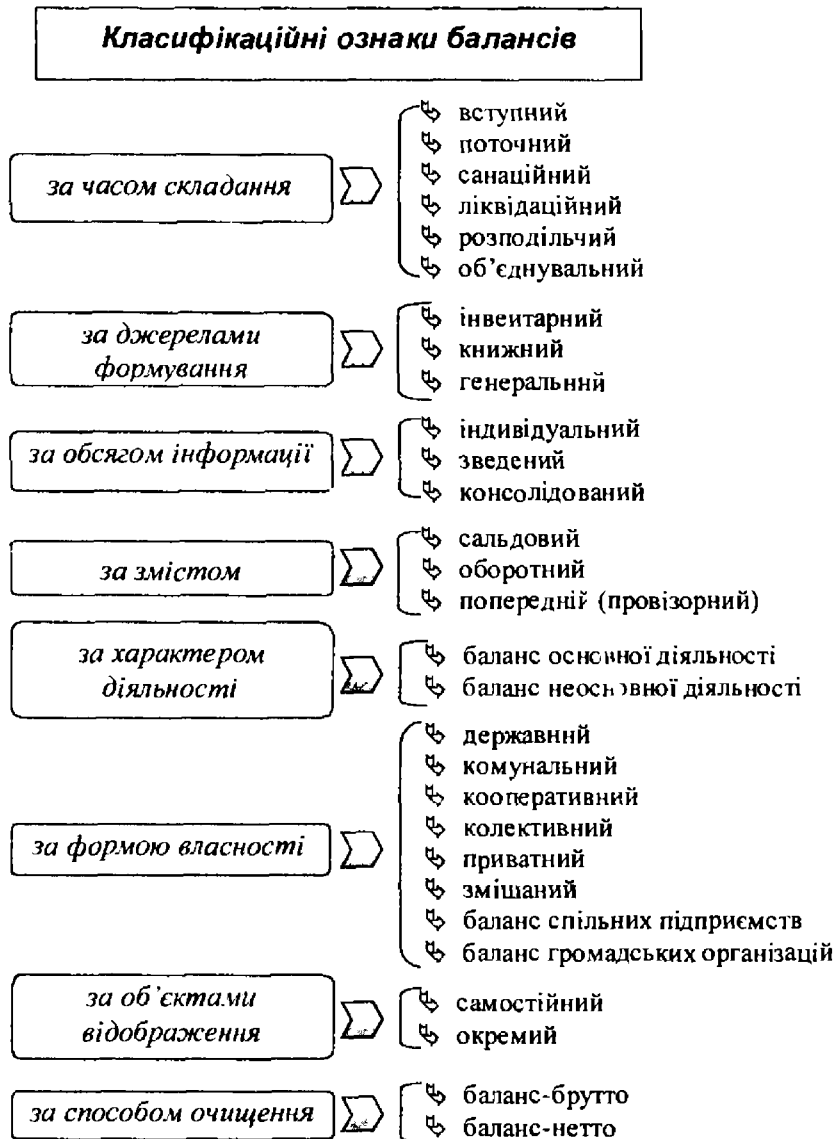 Класифікаційні ознаки балансів
за часом складання
вступний
поточний
санаційний
ліквідаційний
розподільчий
об’єднувальний
за джерелами
формування
інвентарний
книжний
генеральний
за обсягом інформації
індивідуальний
зведений
консолідований
за змістом
сальдовий
оборотний
попередній (провізорний)
за характером
діяльності
баланс основної діяльності
баланс неосновної діяльності
за формою власності
державний
комунальний
кооперативний
колективний
приватний
змішаний
баланс спільних підприємств
баланс громадських організацій
за об’єктами
відображення
самостійний
окремий
за способом очищення
баланс-брутто
баланс-нетто